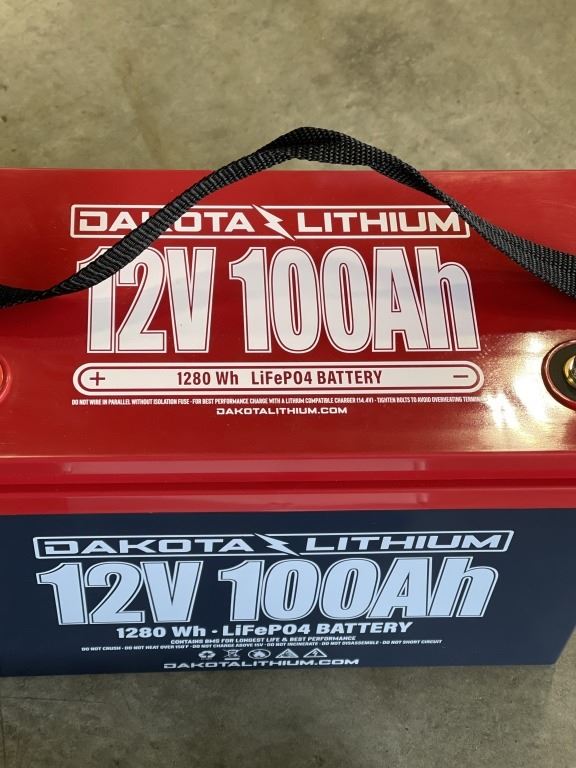 DAKOTA LITHIUM
12V 100Ah
+ 1280 Wh LiFePO4 BATTERY −
DO NOT WIRE IN PARALLEL WITHOUT ISOLATION FUSE • FOR BEST PERFORMANCE CHARGE WITH A LITHIUM COMPATIBLE CHARGER (14.4V) • TIGHTEN BOLTS TO AVOID OVERHEATING
DAKOTALITHIUM.COM
DAKOTA LITHIUM
12V 100Ah
1280 Wh • LiFePO4 BATTERY
CONTAINS BMS FOR LONGEST LIFE & BEST PERFORMANCE
DO NOT CRUSH • DO NOT HEAT OVER 150°F • DO NOT CHARGE ABOVE 15V • DO NOT INCINERATE • DO NOT DISASSEMBLE • DO NOT SHORT CIRCUIT
DAKOTALITHIUM.COM